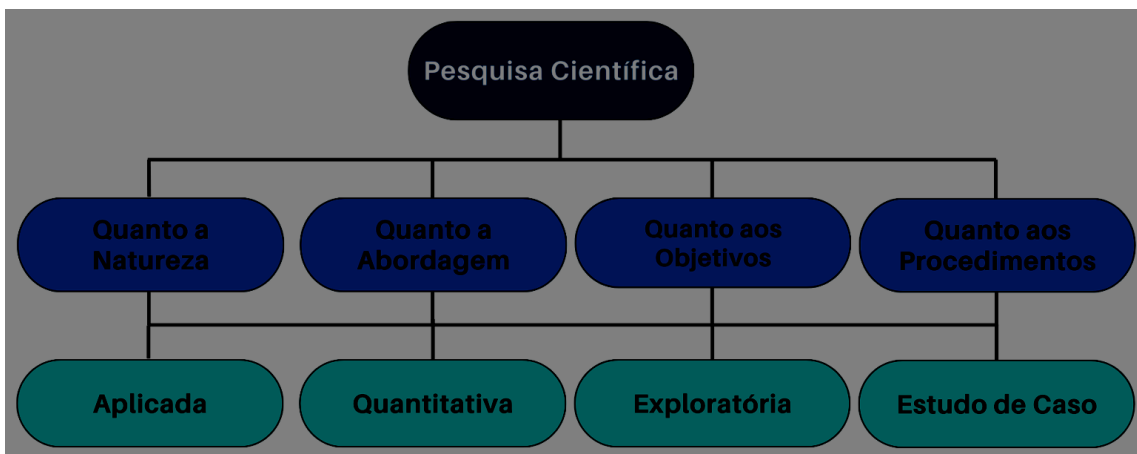 Pesquisa Científica
Quanto a
Natureza
Quanto a
Abordagem
Quanto aos
Objetivos
Quanto aos
Procedimentos
Aplicada
Quantitativa
Exploratória
Estudo de Caso